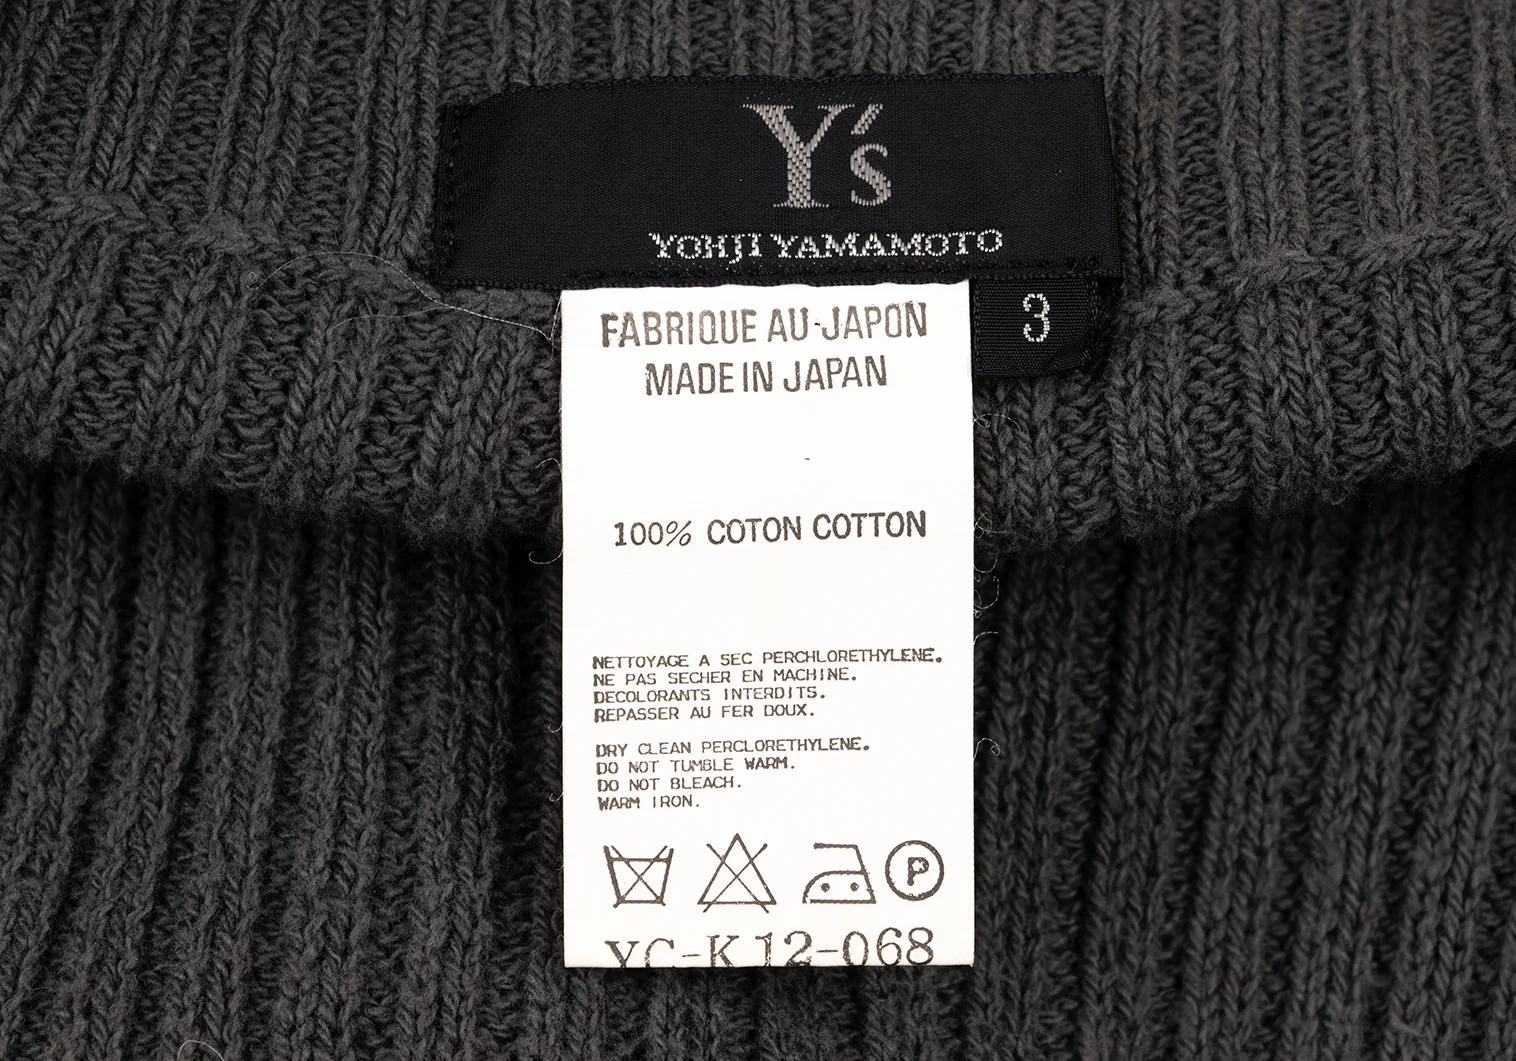 Y's
YOHJI YAMAMOTO
3
FABRIQUE AU JAPON
MADE IN JAPAN
100% COTON COTTON
NETTOYAGE A SEC PERCHLORETHYLENE.
NE PAS SECHER EN MACHINE.
DECOLORANTS INTERDITS.
REPASSER AU FER DOUX.
DRY CLEAN PERCLORETHYLENE.
DO NOT TUMBLE WARM.
DO NOT BLEACH.
WARM IRON.
P
YC-K12-068